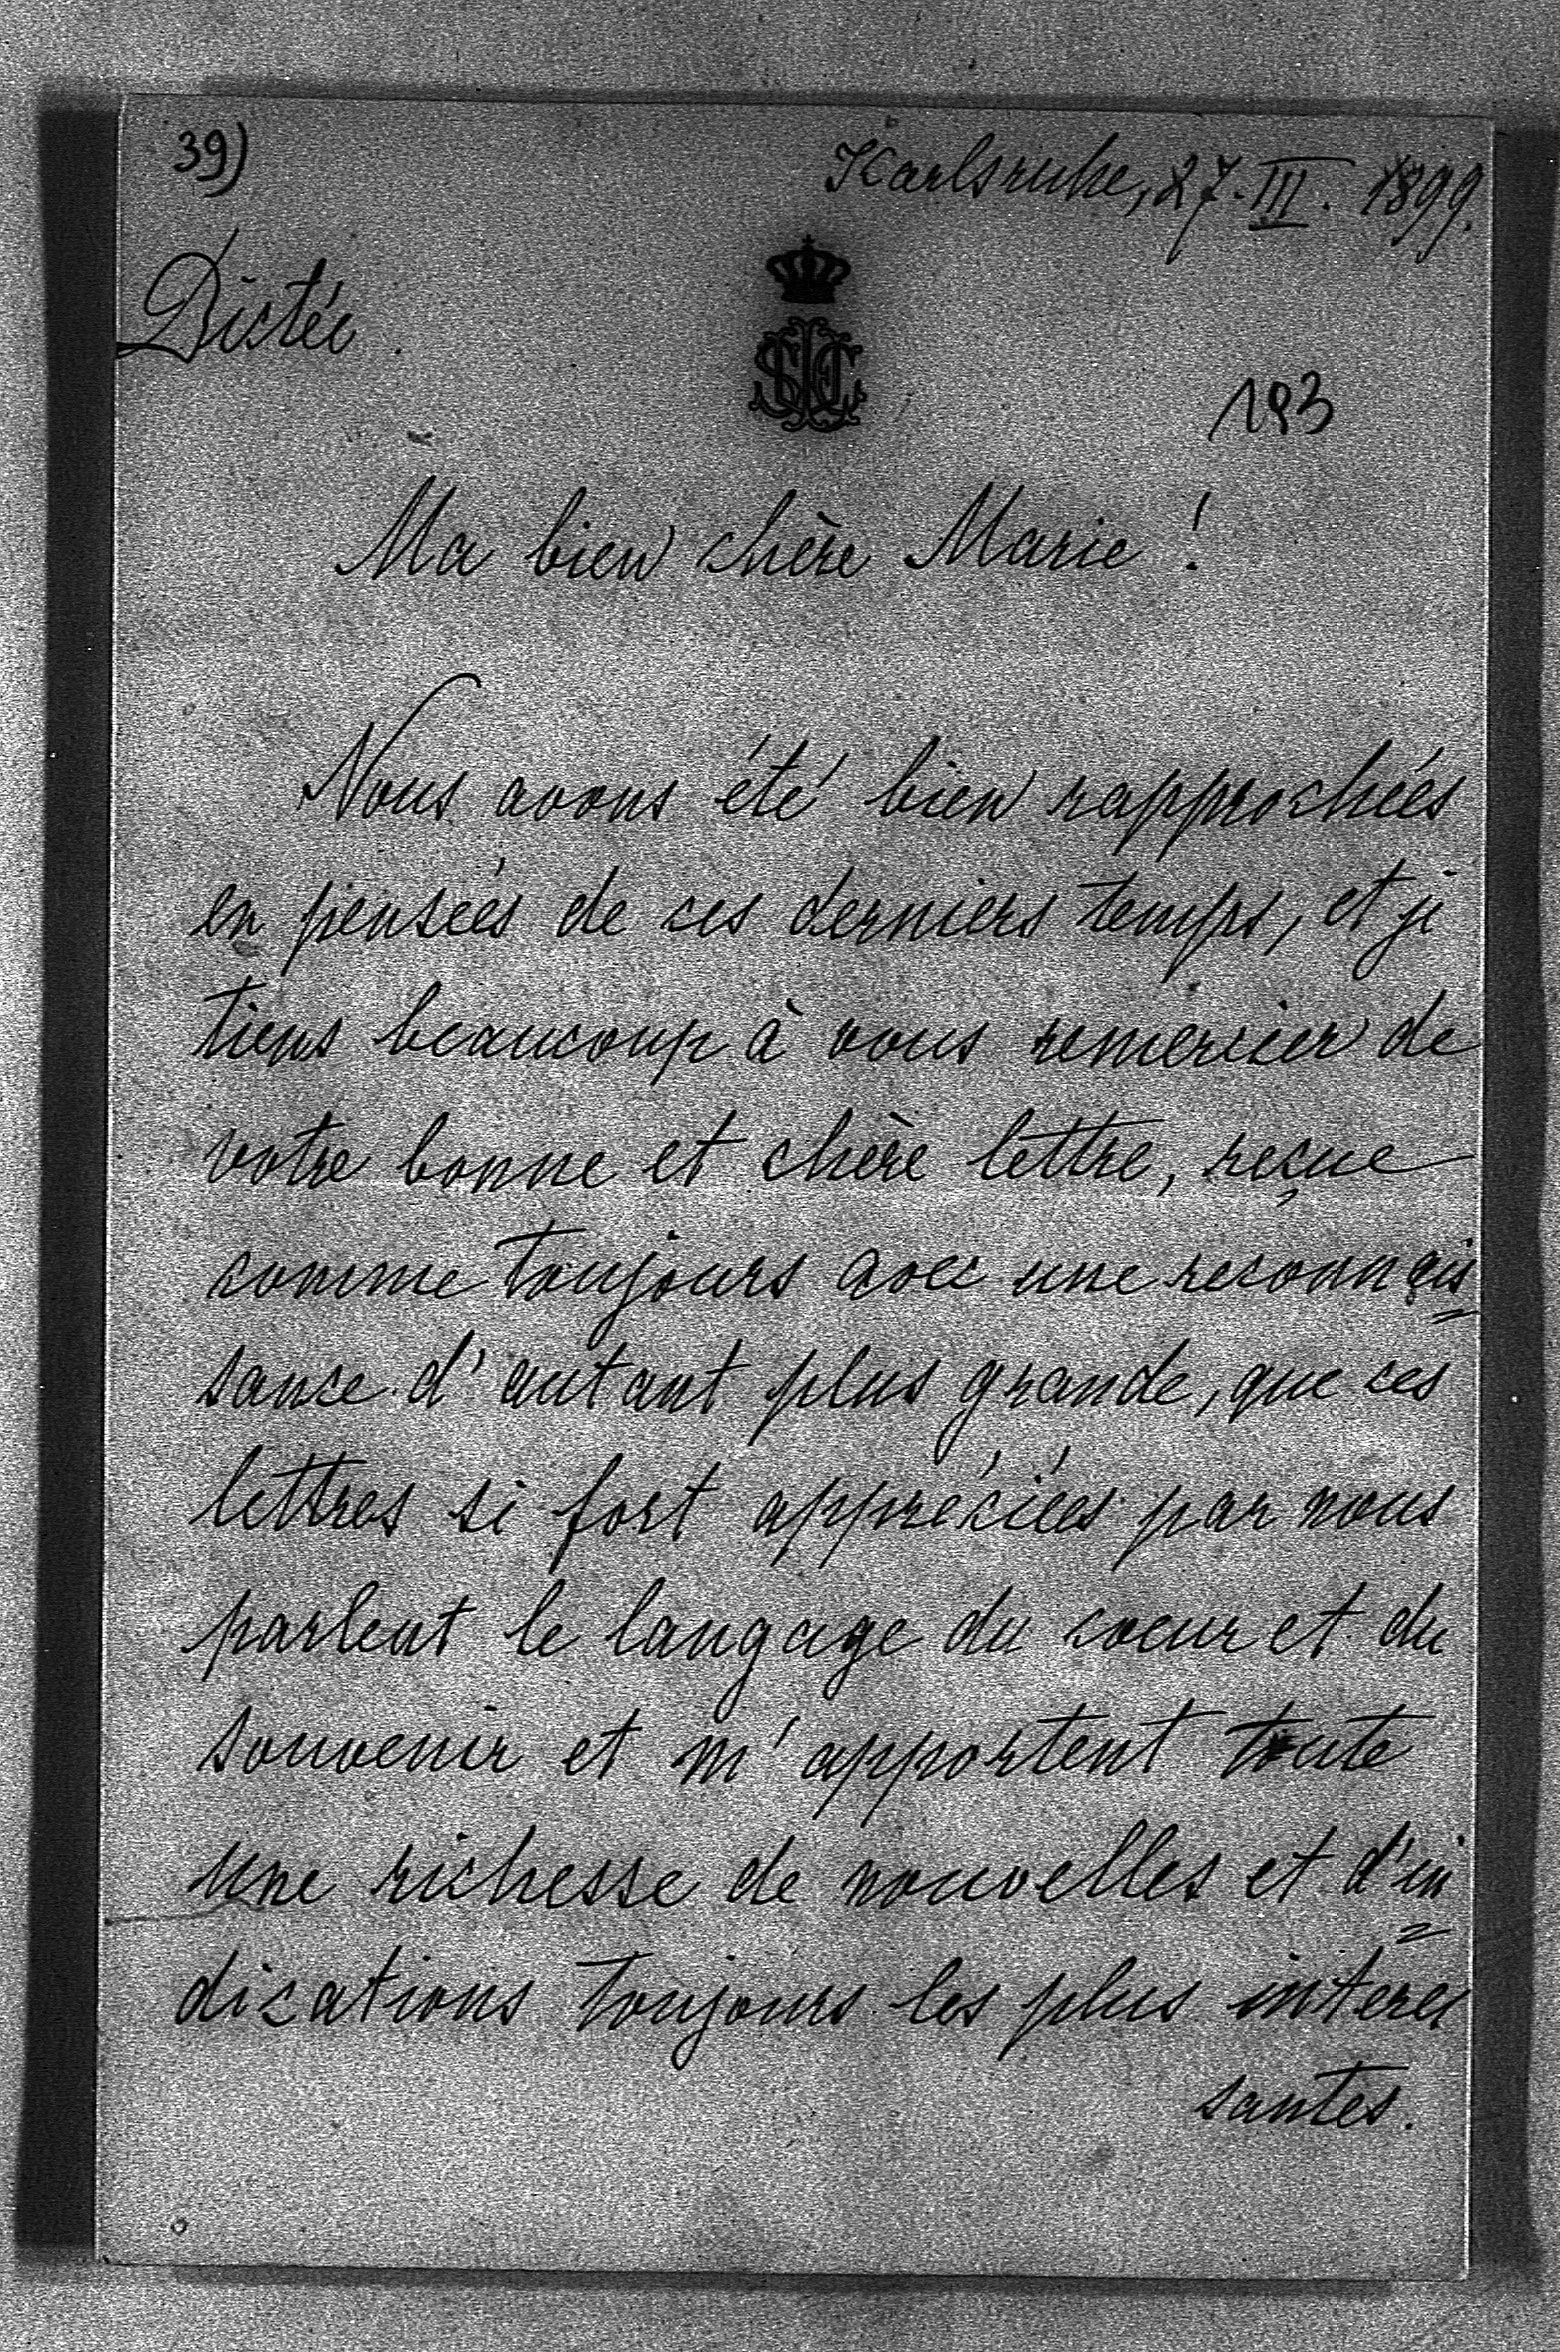 39)
Karlsruhe, 27. III. 1899.
Dictée.
193
Ma bien chère Marie!
Nous avons été bien rapprochées
en pensées de ces derniers temps, et je
tiens beaucoup à vous remercier de
votre bonne et chère lettre, reçue
comme toujours avec une reconnais=
sance d'autant plus grande, que ces
lettres si fort appréciées par nous
parlent le langage du coeur et du
souvenir et m'apportent toute
une richesse de nouvelles et d'in=
dications toujours les plus interes
santes.